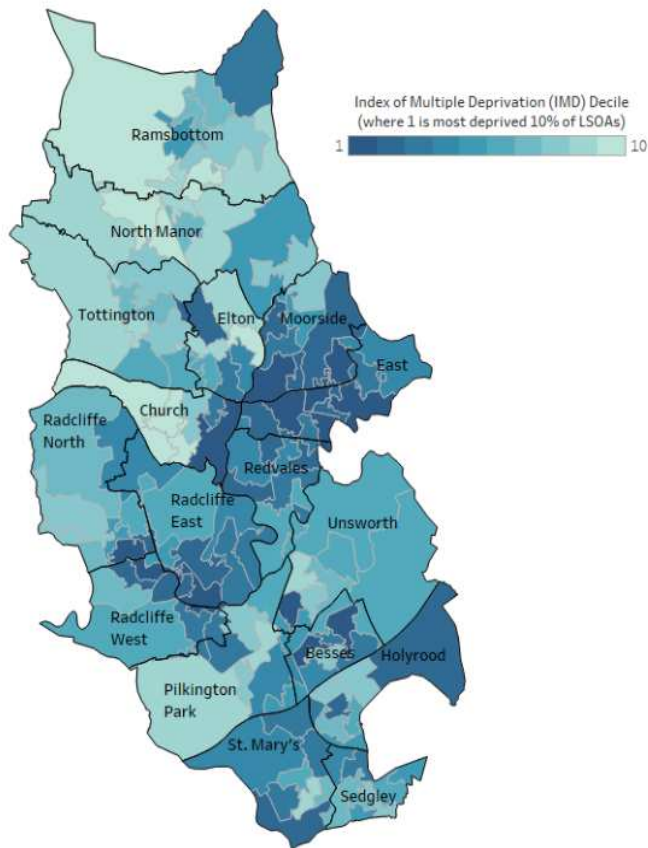 Index of Multiple Deprivation (IMD) Decile
(where 1 is most deprived 10% of LSOAs)
1 10
Ramsbottom
North Manor
Tottington
Elton
Moorside
East
Church
Radcliffe
North
Redvales
Radcliffe
East
Unsworth
Radcliffe
West
Besses
Holyrood
Pilkington
Park
St. Mary's
Sedgley